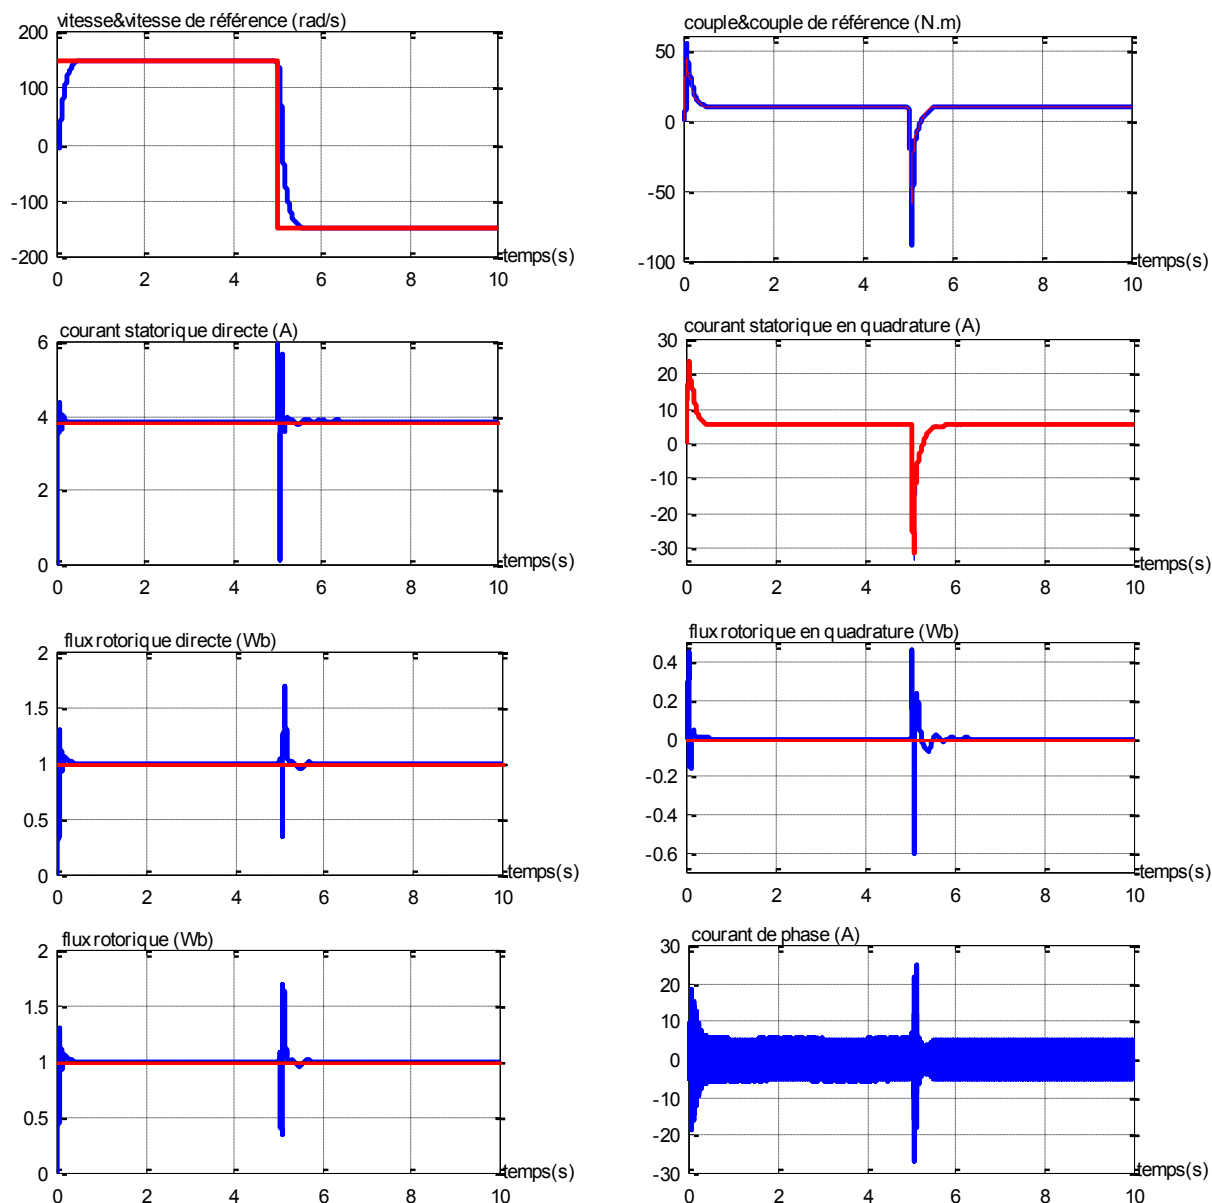 vitesse&vitesse de référence (rad/s)
200
100
0
-100
-200
0 2 4 6 8 10
temps(s)
couple&couple de référence (N.m)
50
0
-50
-100
0 2 4 6 8 10
temps(s)
courant statorique directe (A)
6
4
2
0
0 2 4 6 8 10
temps(s)
courant statorique en quadrature (A)
30
20
10
0
-10
-20
-30
0 2 4 6 8 10
temps(s)
flux rotorique directe (Wb)
2
1.5
1
0.5
0
0 2 4 6 8 10
temps(s)
flux rotorique en quadrature (Wb)
0.4
0.2
0
-0.2
-0.4
-0.6
0 2 4 6 8 10
temps(s)
flux rotorique (Wb)
2
1.5
1
0.5
0
0 2 4 6 8 10
temps(s)
courant de phase (A)
30
20
10
0
-10
-20
-30
0 2 4 6 8 10
temps(s)